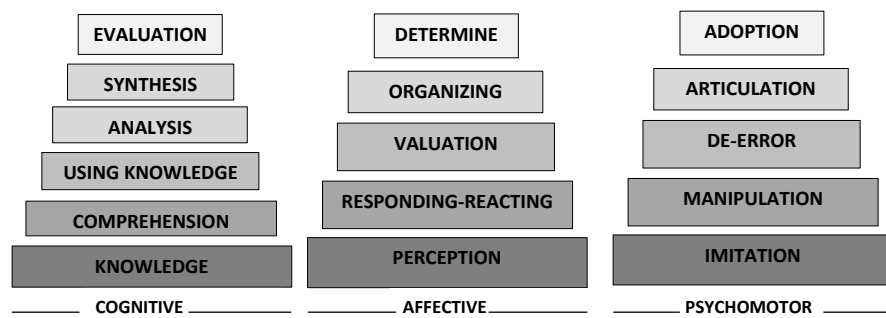 EVALUATION
SYNTHESIS
ANALYSIS
USING KNOWLEDGE
COMPREHENSION
KNOWLEDGE
COGNITIVE
DETERMINE
ORGANIZING
VALUATION
RESPONDING-REACTING
PERCEPTION
AFFECTIVE
ADOPTION
ARTICULATION
DE-ERROR
MANIPULATION
IMITATION
PSYCHOMOTOR